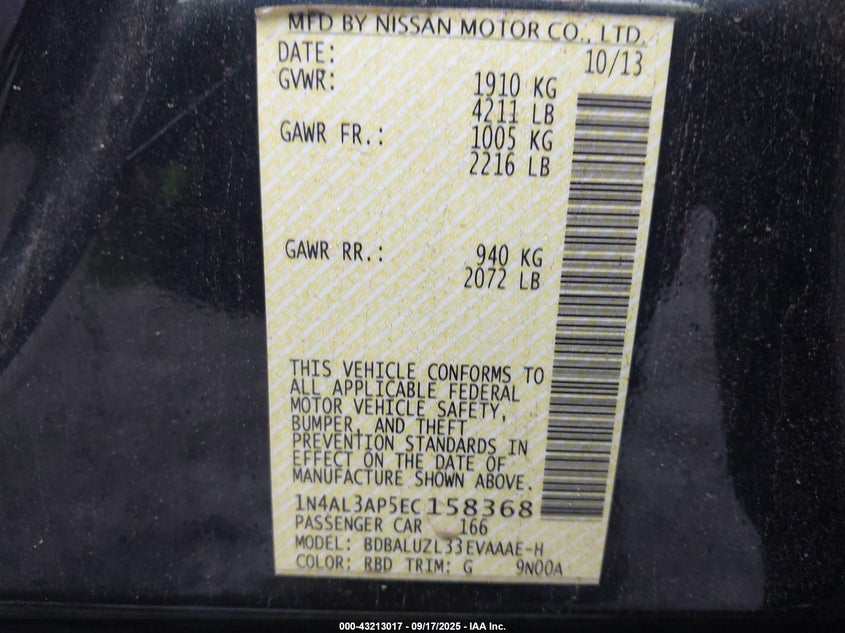 MFD BY NISSAN MOTOR CO., LTD.
DATE: 10/13
GVWR: 1910 KG
4211 LB
GAWR FR.: 1005 KG
2216 LB
GAWR RR.: 940 KG
2072 LB
THIS VEHICLE CONFORMS TO
ALL APPLICABLE FEDERAL
MOTOR VEHICLE SAFETY,
BUMPER, AND THEFT
PREVENTION STANDARDS IN
EFFECT ON THE DATE OF
MANUFACTURE SHOWN ABOVE.
1N4AL3AP5EC158368
PASSENGER CAR 166
MODEL: BDBALUZL33EVAAAE-H
COLOR: RBD TRIM: G 9N00A
000-43213017 - 09/17/2025 - IAA Inc.